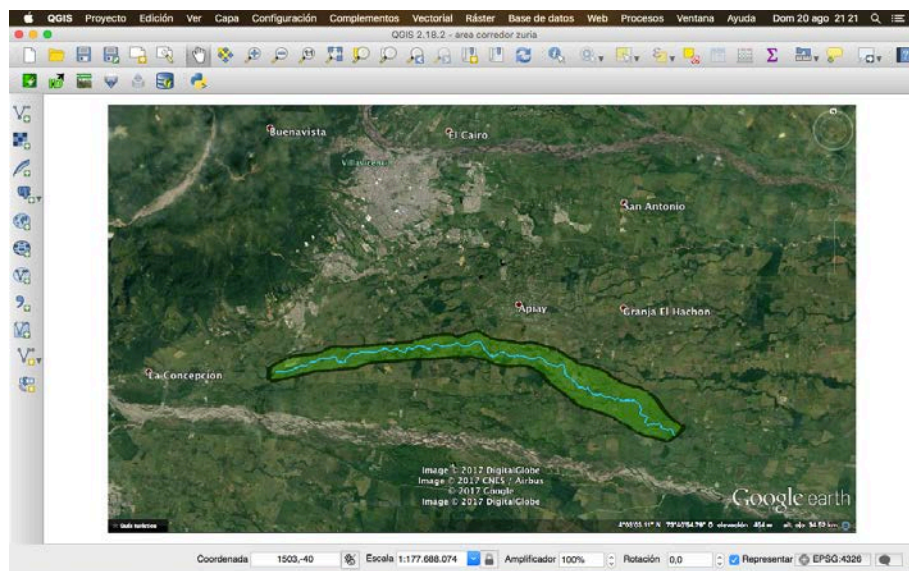 QGIS Proyecto Edición Ver Capa Configuración Complementos Vectorial Ráster Base de datos Web Procesos Ventana Ayuda Dom 20 ago 21 21
QGIS 2.18.2 - area corredor zuria
Buenavista
El Cairo
Villavicencio
San Antonio
Apiay
Granja El Hachon
La Concepción
Image © 2017 DigitalGlobe
Image © 2017 CNES / Airbus
© 2017 Google
Image © 2017 DigitalGlobe
Google earth
Coordenada 1503,-40 Escala 1:177.688.074 Amplificador 100% Rotación 0,0 Representar EPSG:4326